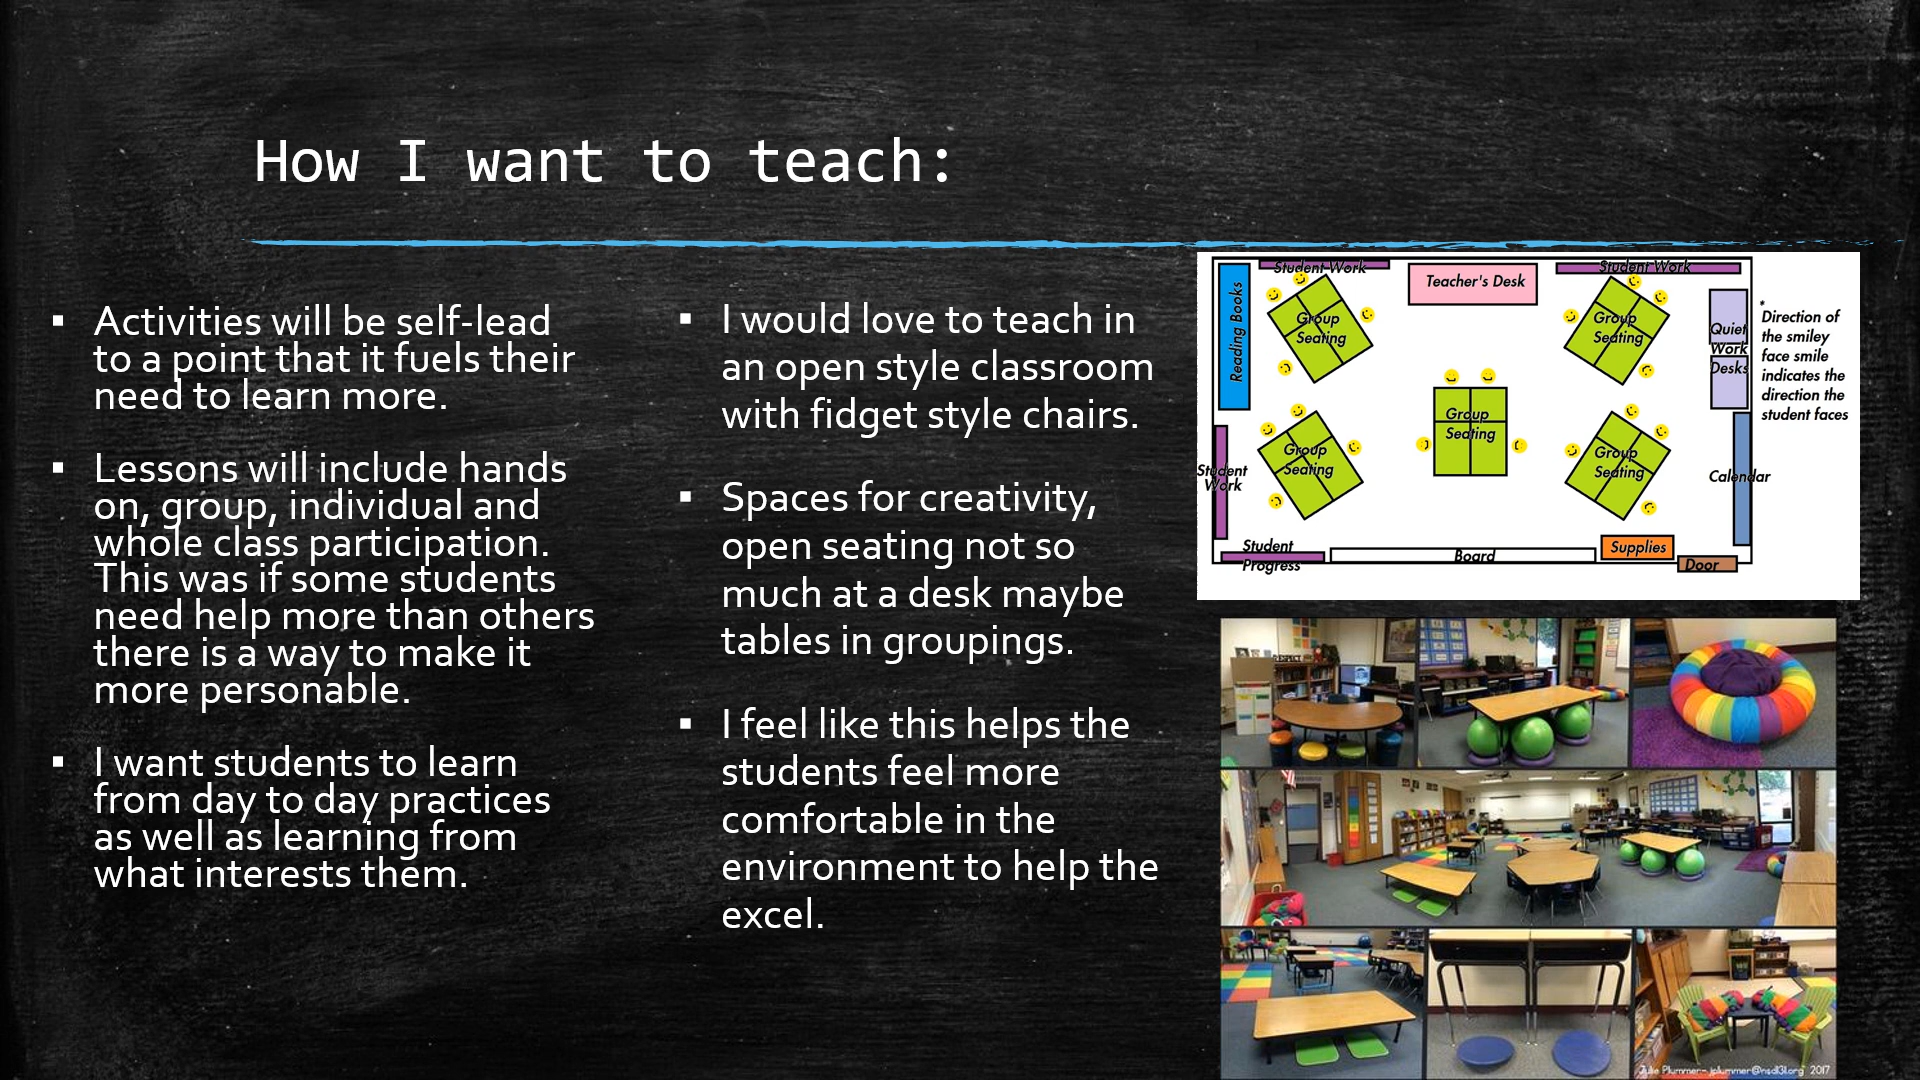 How I want to teach:
▪ Activities will be self-lead
to a point that it fuels their
need to learn more.
▪ Lessons will include hands
on, group, individual and
whole class participation.
This was if some students
need help more than others
there is a way to make it
more personable.
▪ I want students to learn
from day to day practices
as well as learning from
what interests them.
▪ I would love to teach in
an open style classroom
with fidget style chairs.
▪ Spaces for creativity,
open seating not so
much at a desk maybe
tables in groupings.
▪ I feel like this helps the
students feel more
comfortable in the
environment to help the
excel.
Student Work
Teacher's Desk
Student Work
Reading Books
Group
Seating
Group
Seating
Quiet
Work
Desks
*
Direction of
the smiley
face smile
indicates the
direction the
student faces
Group
Seating
Group
Seating
Group
Seating
Student
Work
Calendar
Student
Progress
Board
Supplies
Door
Julie Plummer- jplummer@nsd131.org 2017